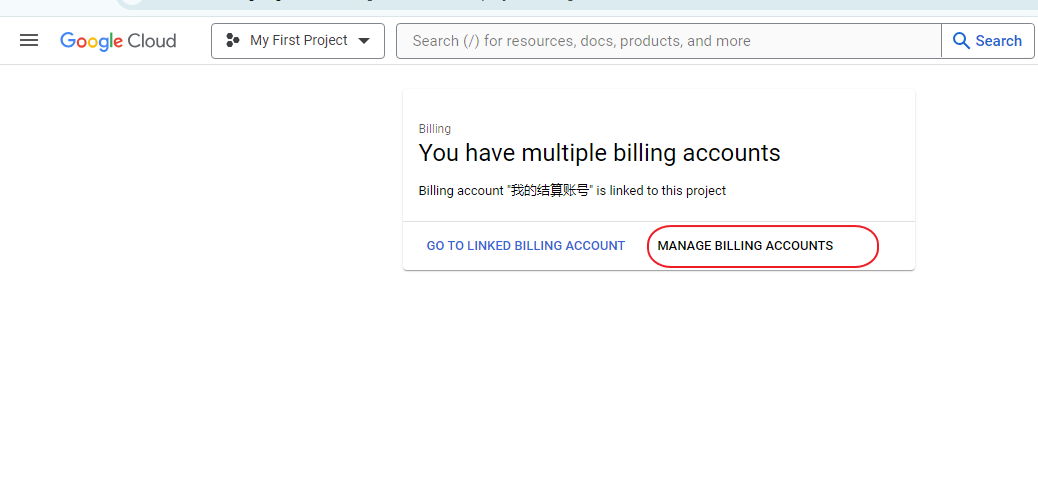 Google Cloud
My First Project
Search (/) for resources, docs, products, and more
Search
Billing
You have multiple billing accounts
Billing account "我的结算账号" is linked to this project
GO TO LINKED BILLING ACCOUNT
MANAGE BILLING ACCOUNTS